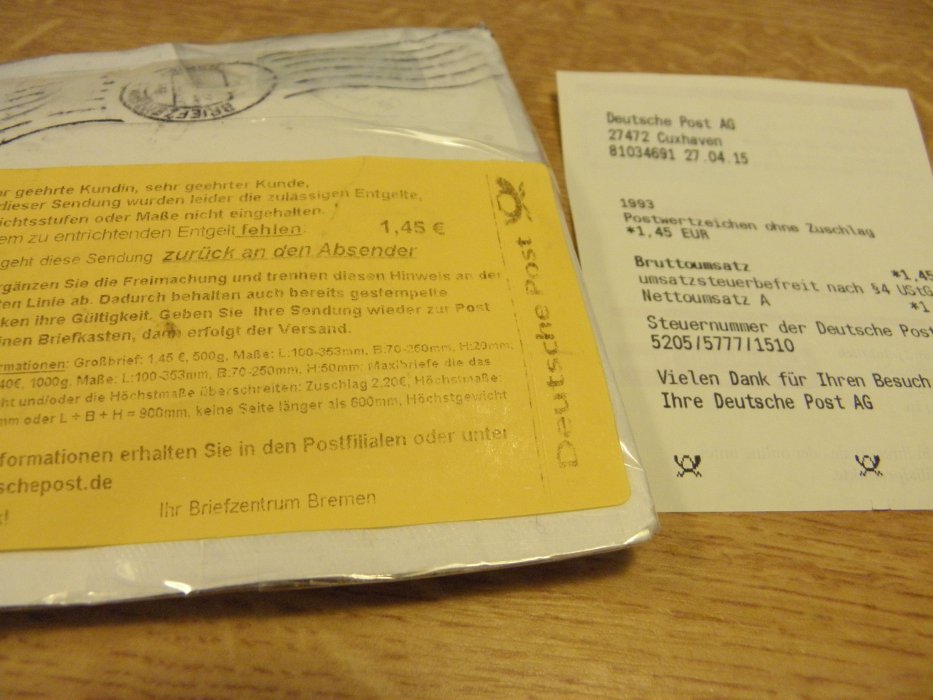 BRIEFZENTRUM
geehrte Kundin, sehr geehrter Kunde,
dieser Sendung wurden leider die zulässigen Entgelte,
ichtsstufen oder Maße nicht eingehalten.
em zu entrichtenden Entgelt fehlen: 1,45 €
geht diese Sendung zurück an den Absender
rgänzen Sie die Freimachung und trennen diesen Hinweis an der
ten Linie ab. Dadurch behalten auch bereits gestempelte
ken ihre Gültigkeit. Geben Sie Ihre Sendung wieder zur Post
inen Briefkasten, dann erfolgt der Versand.
rmationen: Großbrief: 1,45 €, 500g, Maße: L:100-353mm, B:70-250mm, H:20mm,
40€, 1000g, Maße: L:100-353mm, B:70-250mm, H:50mm; Maxibriefe die das
ht und/oder die Höchstmaße überschreiten: Zuschlag 2,20€, Höchstmaße:
mm oder L + B + H = 900mm, keine Seite länger als 600mm, Höchstgewicht
formationen erhalten Sie in den Postfilialen oder unter
schepost.de
Ihr Briefzentrum Bremen
Deutsche Post
Deutsche Post AG
27472 Cuxhaven
81034691 27.04.15
1993
Postwertzeichen ohne Zuschlag
*1,45 EUR
Bruttoumsatz *1,45
umsatzsteuerbefreit nach §4 UStG
Nettoumsatz A *1
Steuernummer der Deutsche Post
5205/5777/1510
Vielen Dank für Ihren Besuch
Ihre Deutsche Post AG